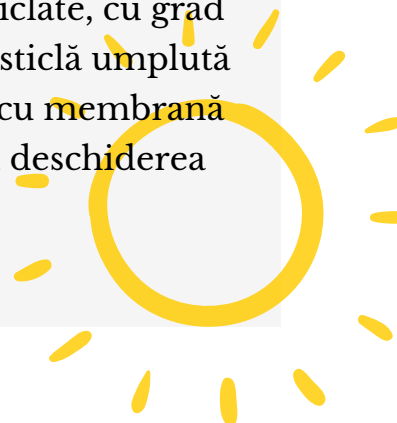 iclate, cu grad
sticlă umplută
cu membrană
deschiderea